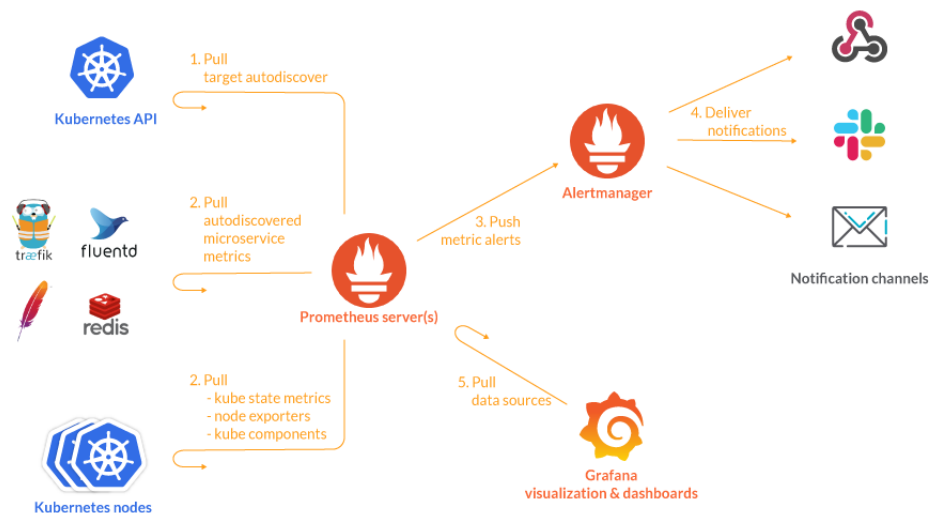 1. Pull
target autodiscover
Kubernetes API
4. Deliver
notifications
Alertmanager
træfik
fluentd
2. Pull
autodiscovered
microservice
metrics
3. Push
metric alerts
Notification channels
redis
Prometheus server(s)
2. Pull
- kube state metrics
- node exporters
- kube components
5. Pull
data sources
Kubernetes nodes
Grafana
visualization & dashboards